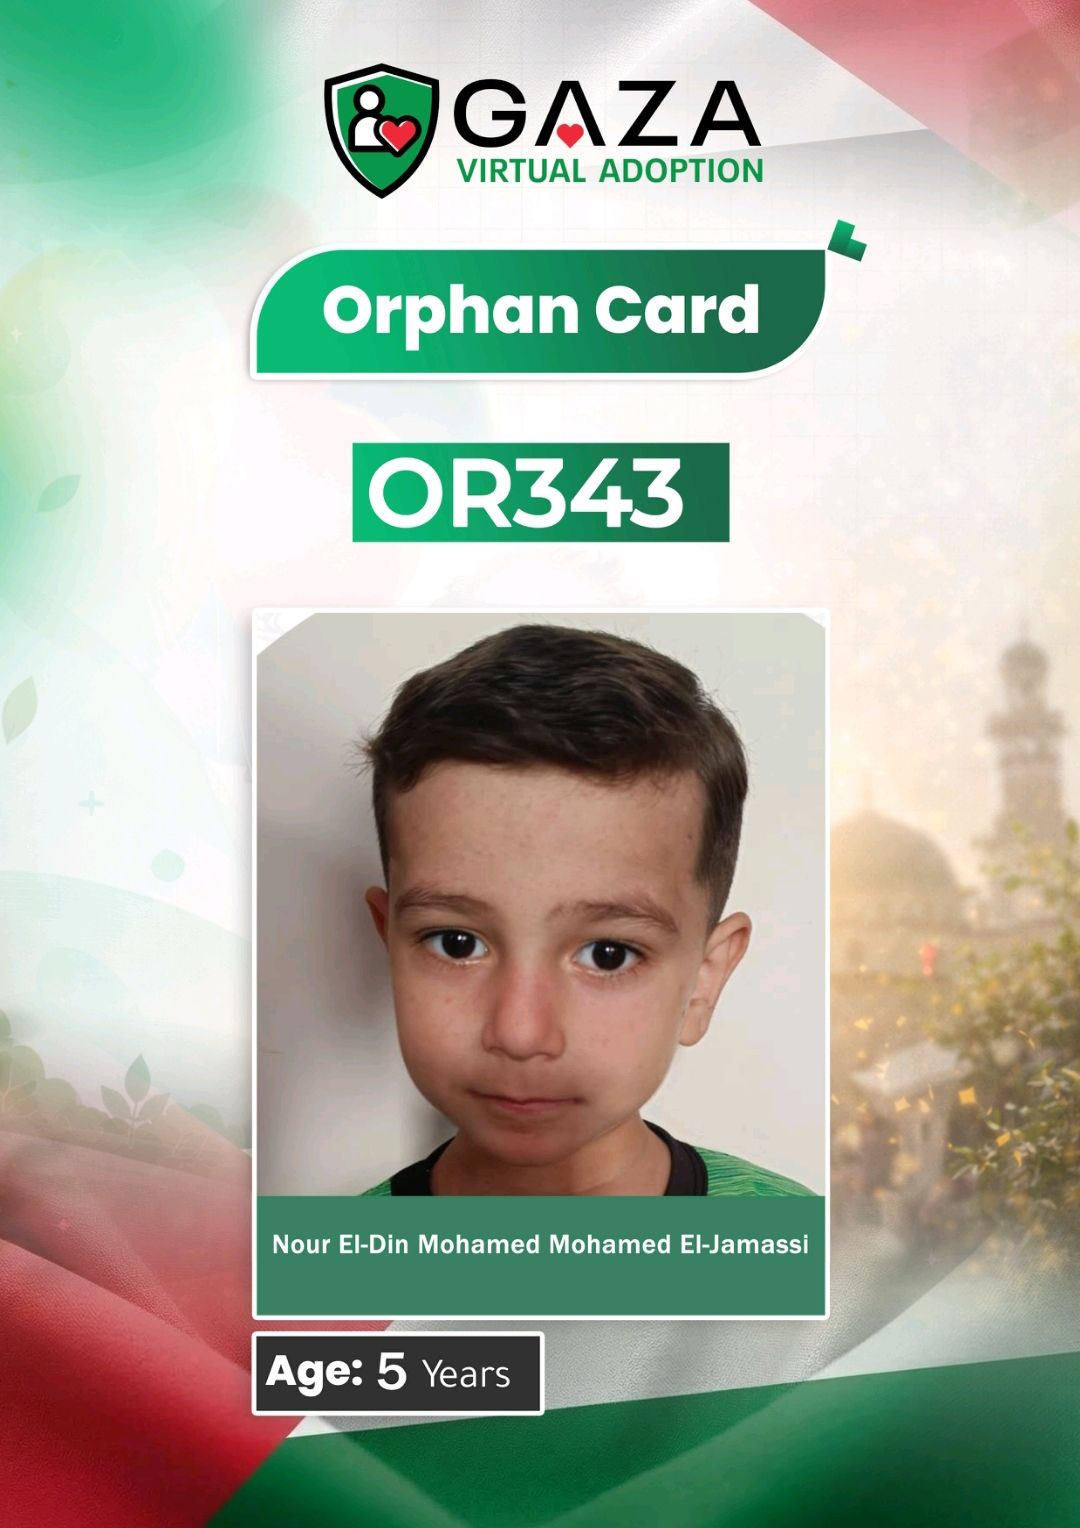 GAZA
VIRTUAL ADOPTION
Orphan Card
OR343
Nour El-Din Mohamed Mohamed El-Jamassi
Age: 5 Years